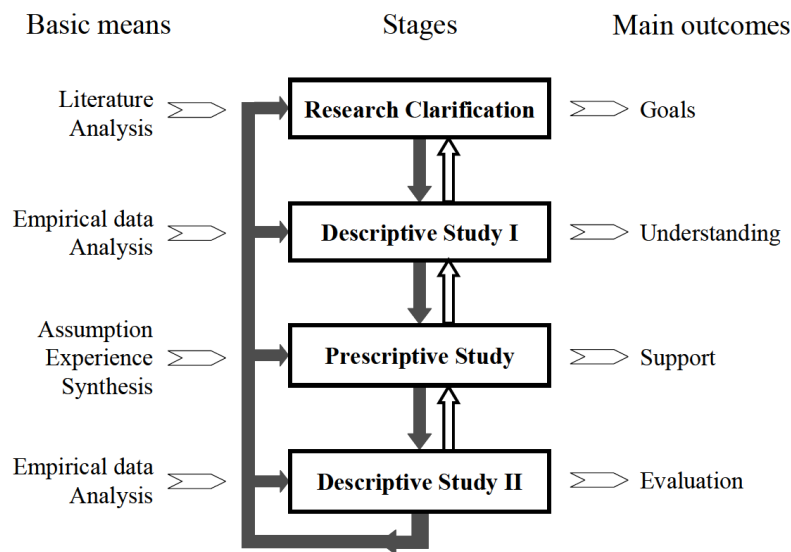 Basic means
Stages
Main outcomes
Literature
Analysis
Research Clarification
Goals
Empirical data
Analysis
Descriptive Study I
Understanding
Assumption
Experience
Synthesis
Prescriptive Study
Support
Empirical data
Analysis
Descriptive Study II
Evaluation